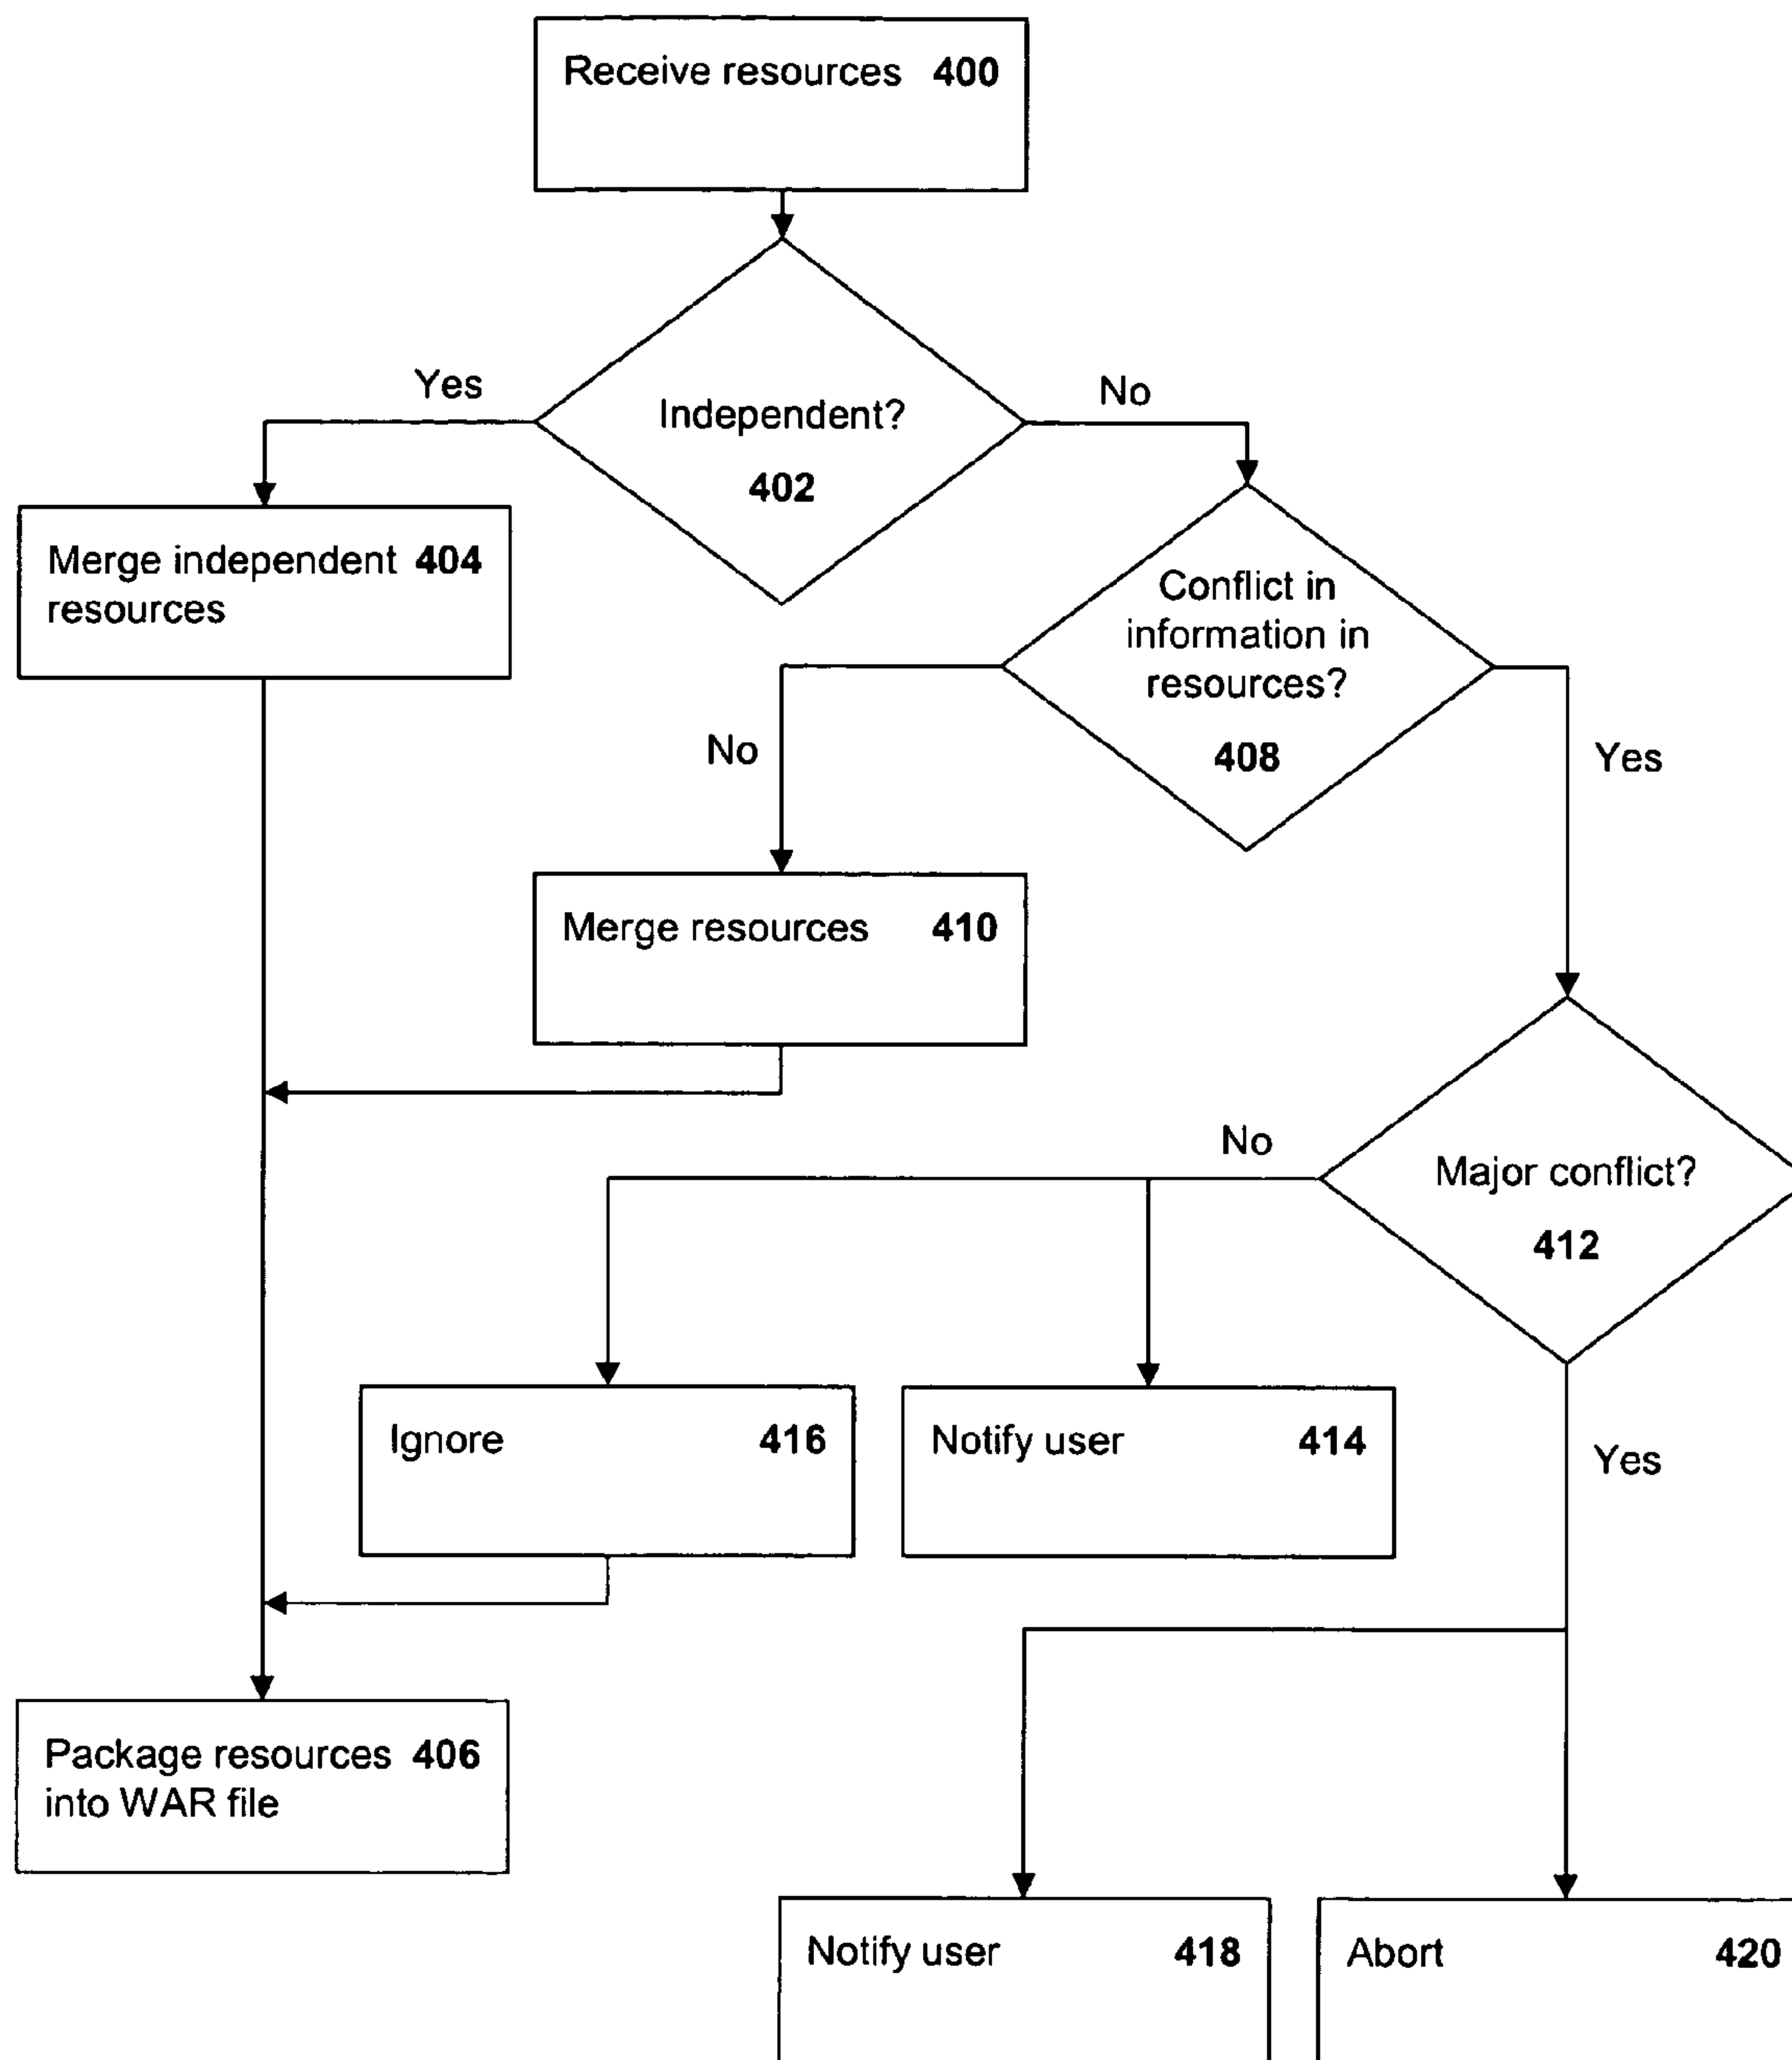 Receive resources 400
Yes
No
Independent?
402
Merge independent 404
resources
Conflict in
information in
resources?
408
No
Yes
Merge resources 410
No
Major conflict?
412
Ignore 416
Notify user 414
Yes
Package resources 406
into WAR file
Notify user 418
Abort 420